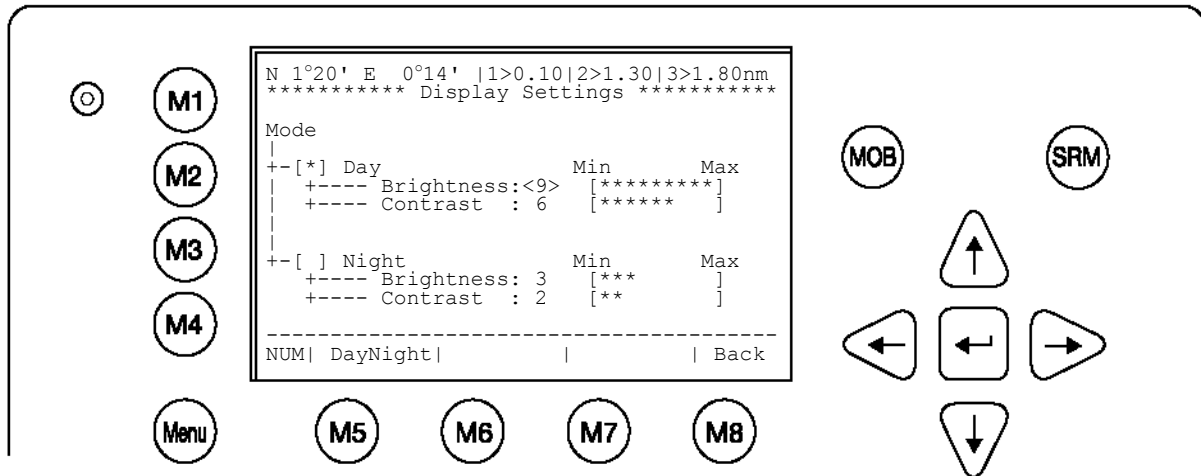 N 1°20' E  0°14' |1>0.10|2>1.30|3>1.80nm
*********** Display Settings ***********
Mode
|
+-[*] Day               Min       Max
|  +---- Brightness:<9>  [*********]
|  +---- Contrast  : 6   [******   ]
|
|
+-[ ] Night             Min       Max
   +---- Brightness: 3   [***      ]
   +---- Contrast  : 2   [**       ]
----------------------------------------
NUM| DayNight|         |         | Back
M1
M2
M3
M4
Menu
M5
M6
M7
M8
MOB
SRM